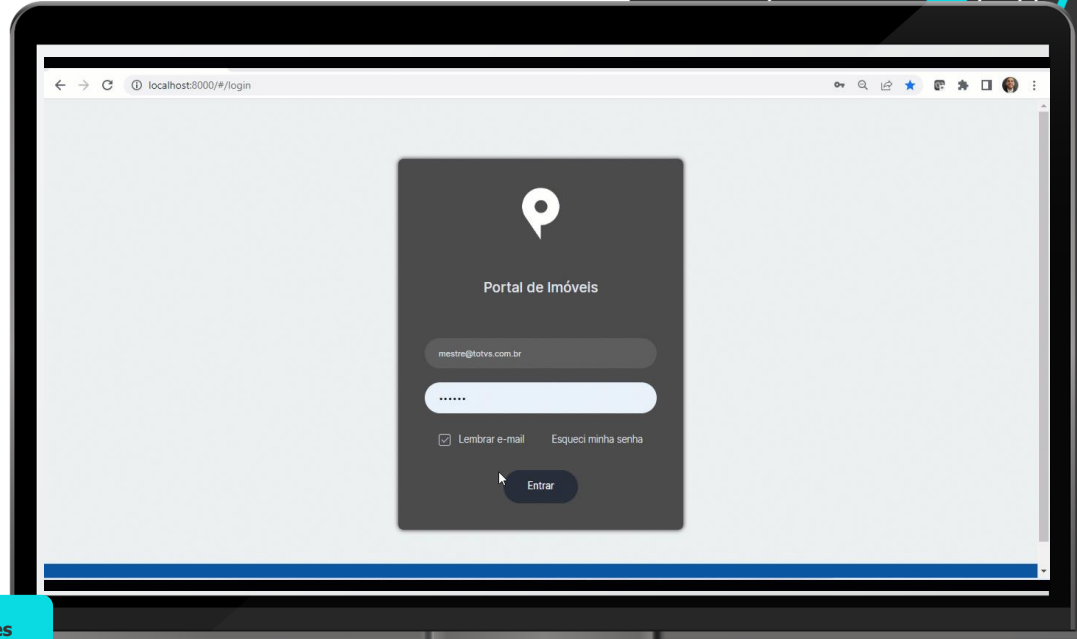 localhost:8000/#/login
Portal de Imóveis
mestre@totvs.com.br
••••••
Lembrar e-mail Esqueci minha senha
Entrar